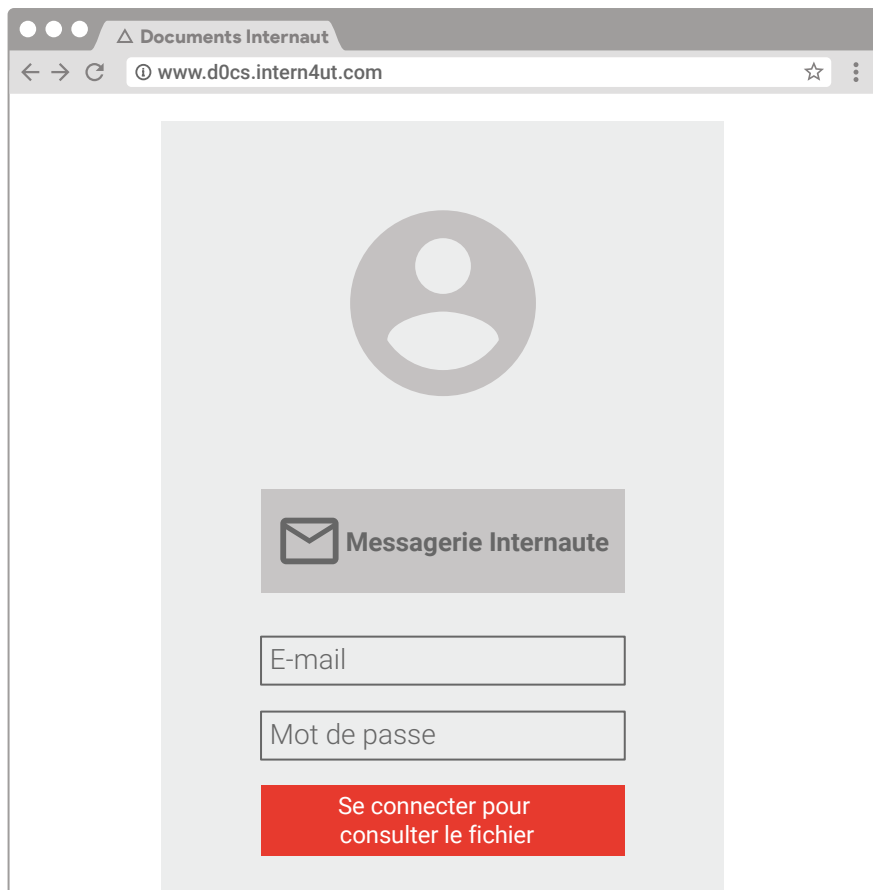 Documents Internaut
www.d0cs.intern4ut.com
Messagerie Internaute
E-mail
Mot de passe
Se connecter pour
consulter le fichier